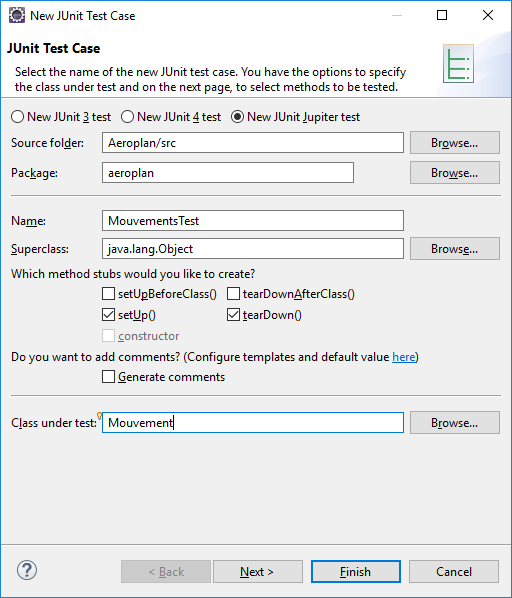 New JUnit Test Case
JUnit Test Case
Select the name of the new JUnit test case. You have the options to specify
the class under test and on the next page, to select methods to be tested.
New JUnit 3 test New JUnit 4 test New JUnit Jupiter test
Source folder: Aeroplan/src Browse...
Package: aeroplan Browse...
Name: MouvementsTest
Superclass: java.lang.Object Browse...
Which method stubs would you like to create?
setUpBeforeClass() tearDownAfterClass()
setUp() tearDown()
constructor
Do you want to add comments? (Configure templates and default value here)
Generate comments
Class under test: Mouvement Browse...
? < Back Next > Finish Cancel